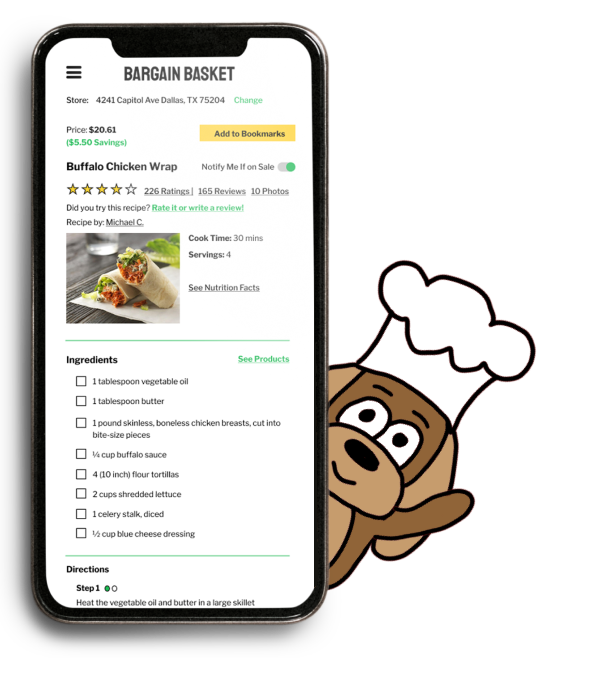 BARGAIN BASKET
Store: 4241 Capitol Ave Dallas, TX 75204 Change
Price: $20.61
Add to Bookmarks
($5.50 Savings)
Buffalo Chicken Wrap
Notify Me If on Sale
226 Ratings | 165 Reviews 10 Photos
Did you try this recipe? Rate it or write a review!
Recipe by: Michael C.
Cook Time: 30 mins
Servings: 4
See Nutrition Facts
Ingredients
See Products
1 tablespoon vegetable oil
1 tablespoon butter
1 pound skinless, boneless chicken breasts, cut into
bite-size pieces
¼ cup buffalo sauce
4 (10 inch) flour tortillas
2 cups shredded lettuce
1 celery stalk, diced
½ cup blue cheese dressing
Directions
Step 1
Heat the vegetable oil and butter in a large skillet